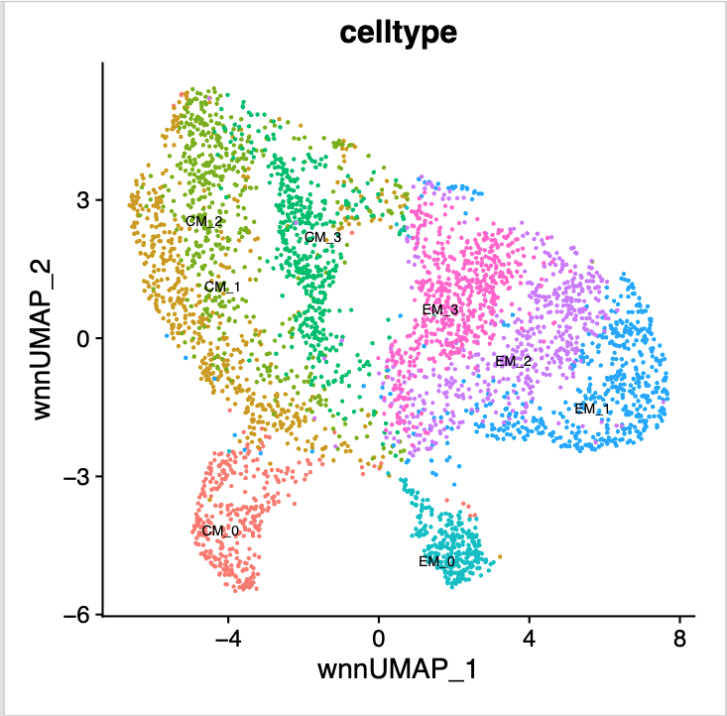 celltype
wnnUMAP_2
3
0
−3
−6
CM_2
CM_3
CM_1
EM_3
EM_2
EM_1
CM_0
EM_0
−4
0
4
8
wnnUMAP_1